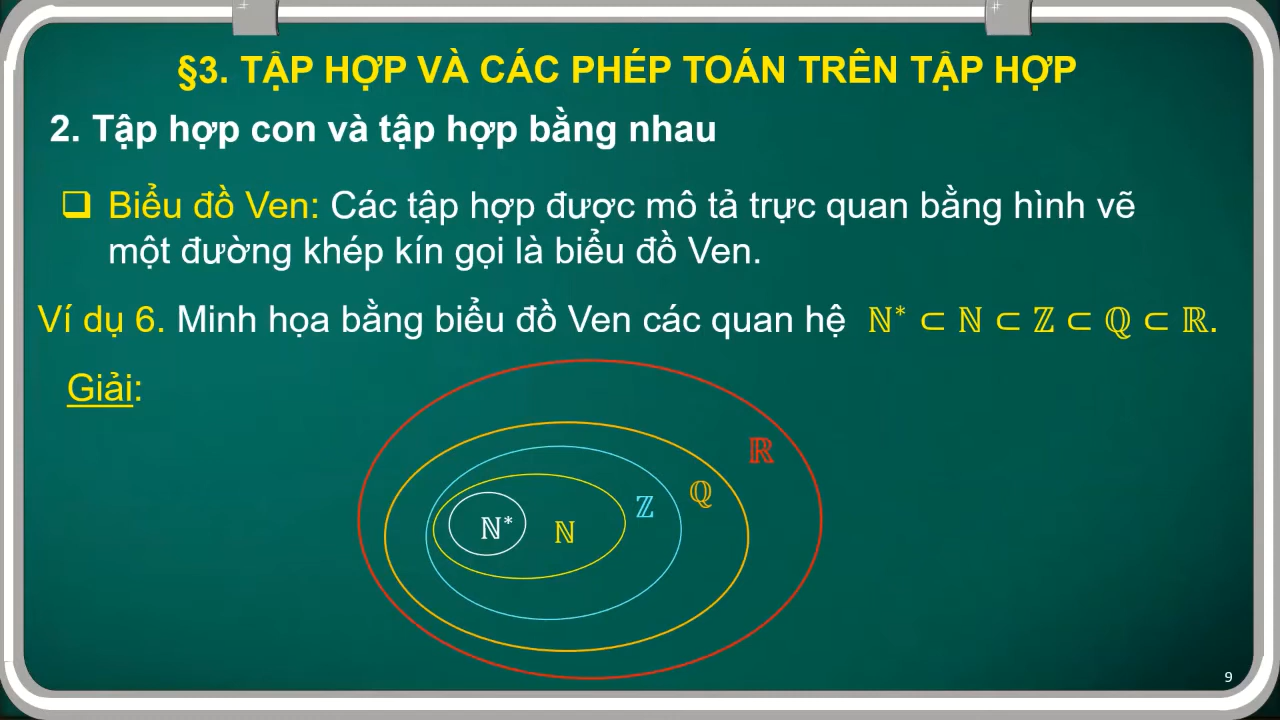 §3. TẬP HỢP VÀ CÁC PHÉP TOÁN TRÊN TẬP HỢP
2. Tập hợp con và tập hợp bằng nhau
❑ Biểu đồ Ven: Các tập hợp được mô tả trực quan bằng hình vẽ
một đường khép kín gọi là biểu đồ Ven.
Ví dụ 6. Minh họa bằng biểu đồ Ven các quan hệ ℕ* ⊂ ℕ ⊂ ℤ ⊂ ℚ ⊂ ℝ.
Giải:
ℝ
ℚ
ℤ
ℕ* ℕ
9